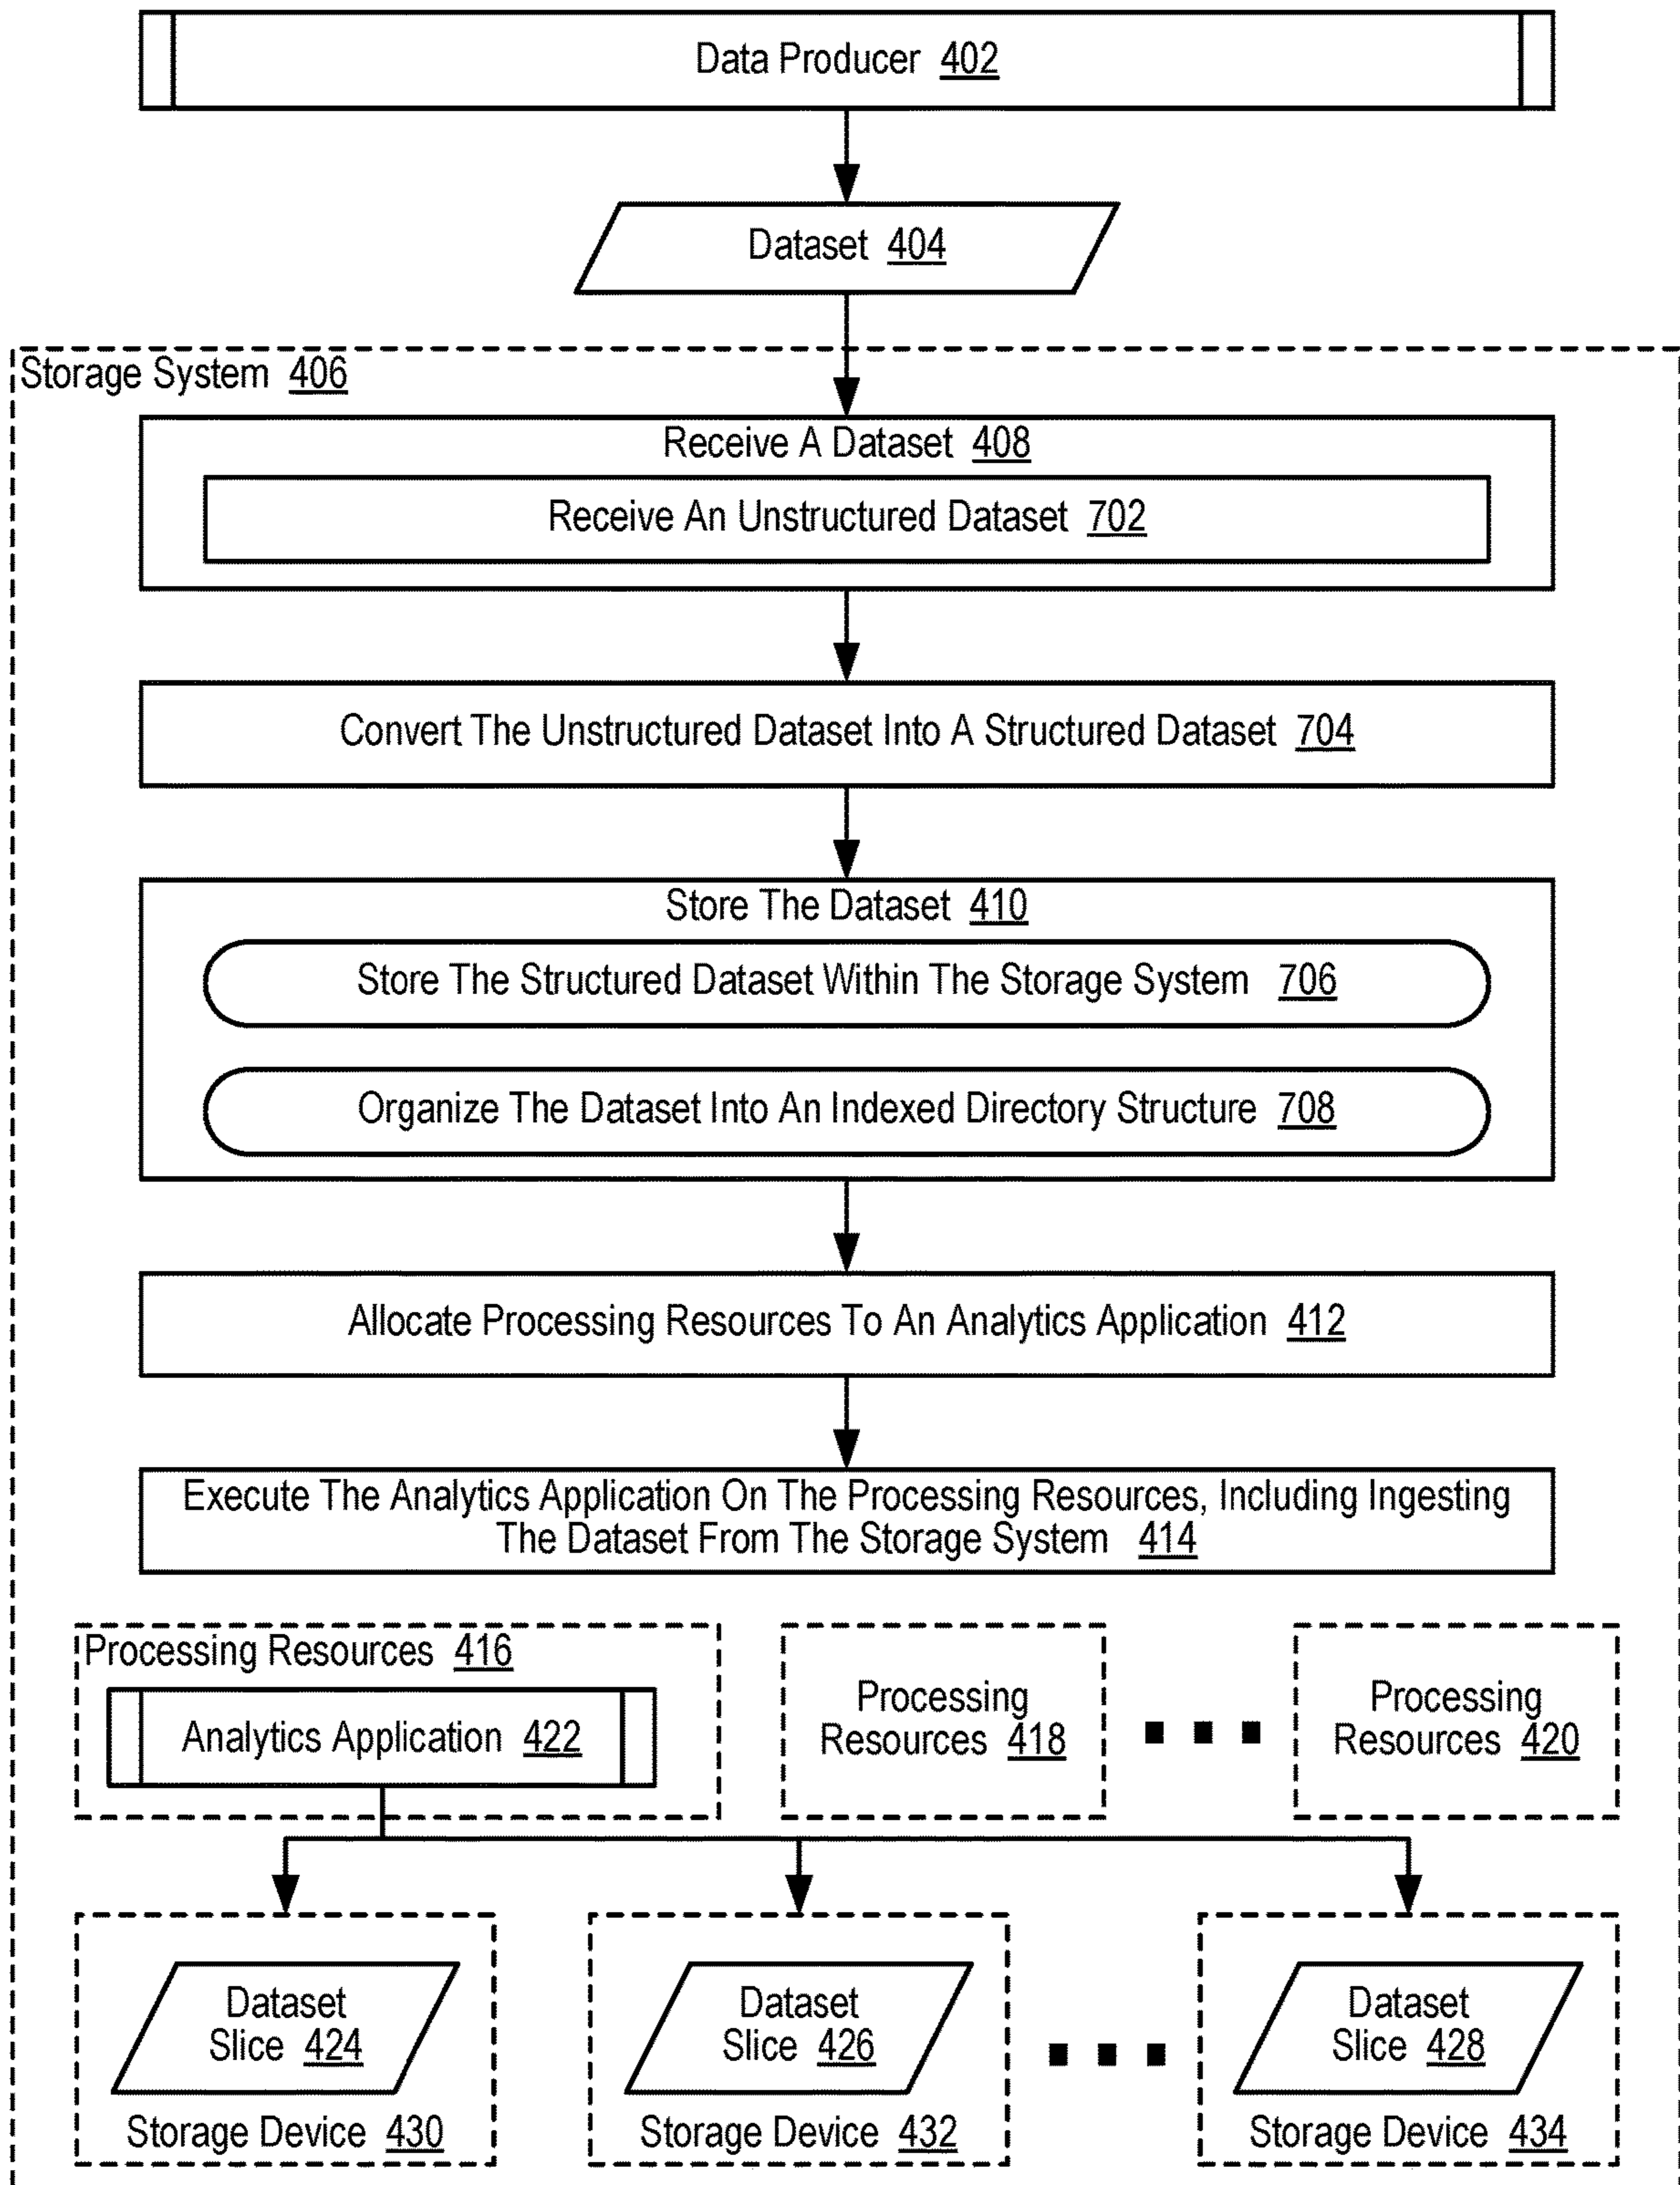 Data Producer 402
Dataset 404
Storage System 406
Receive A Dataset 408
Receive An Unstructured Dataset 702
Convert The Unstructured Dataset Into A Structured Dataset 704
Store The Dataset 410
Store The Structured Dataset Within The Storage System 706
Organize The Dataset Into An Indexed Directory Structure 708
Allocate Processing Resources To An Analytics Application 412
Execute The Analytics Application On The Processing Resources, Including Ingesting
The Dataset From The Storage System 414
Processing Resources 416
Analytics Application 422
Processing
Resources 418
Processing
Resources 420
Dataset
Slice 424
Storage Device 430
Dataset
Slice 426
Storage Device 432
Dataset
Slice 428
Storage Device 434